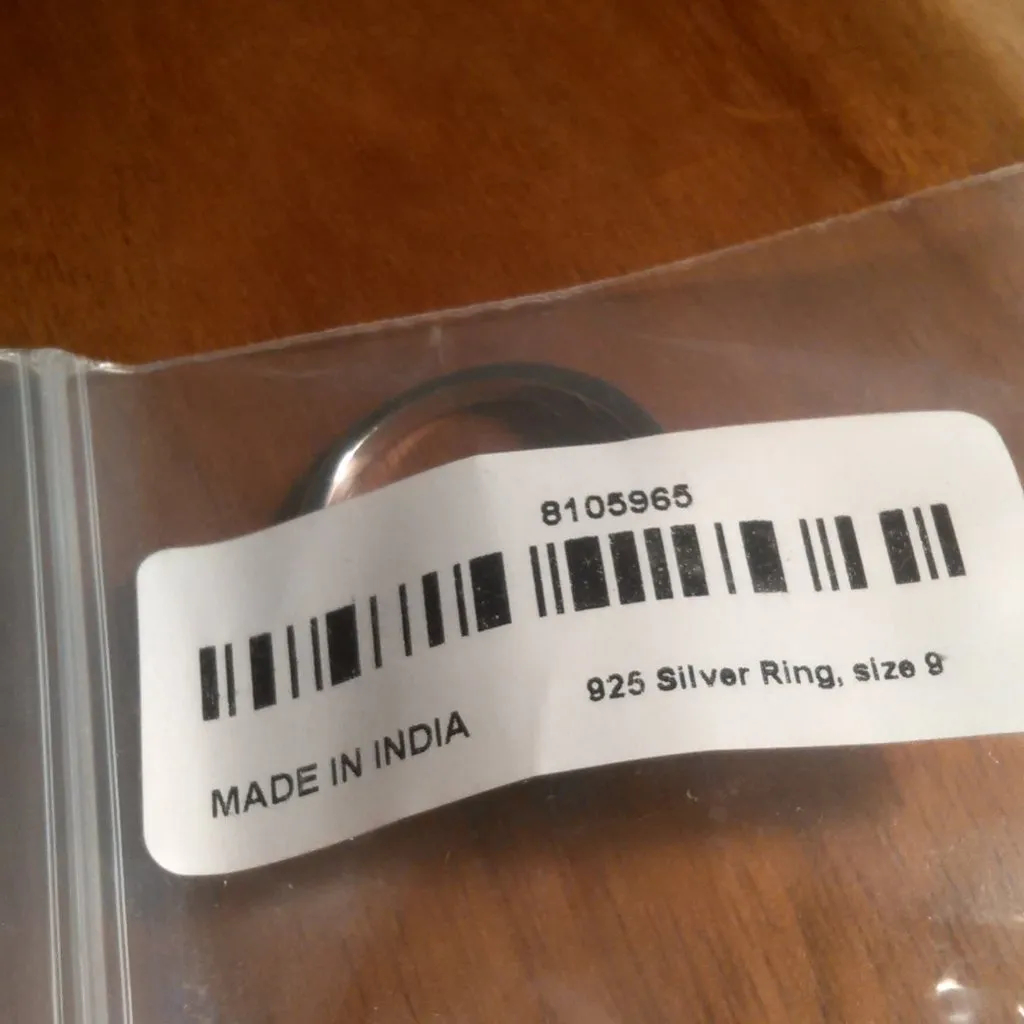 8105965
925 Silver Ring, size 9
MADE IN INDIA